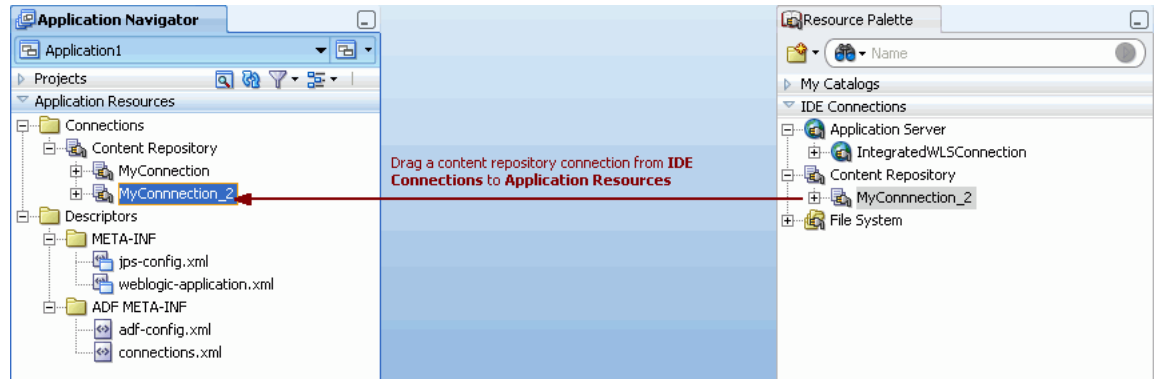 Application Navigator
Application1
Projects
Application Resources
Connections
Content Repository
MyConnection
MyConnnection_2
Descriptors
META-INF
jps-config.xml
weblogic-application.xml
ADF META-INF
adf-config.xml
connections.xml
Drag a content repository connection from IDE
Connections to Application Resources
Resource Palette
Name
My Catalogs
IDE Connections
Application Server
IntegratedWLSConnection
Content Repository
MyConnnection_2
File System